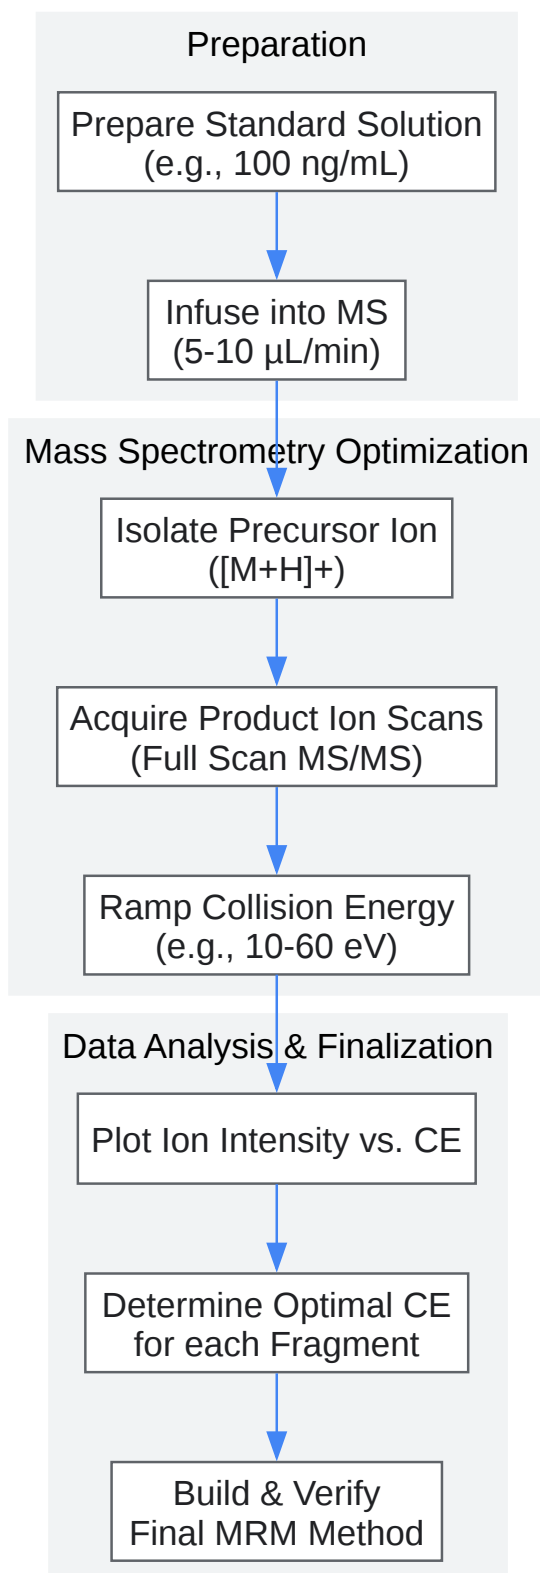 Preparation
Prepare Standard Solution
(e.g., 100 ng/mL)
Infuse into MS
(5-10 µL/min)
Mass Spectrometry Optimization
Isolate Precursor Ion
([M+H]+)
Acquire Product Ion Scans
(Full Scan MS/MS)
Ramp Collision Energy
(e.g., 10-60 eV)
Data Analysis & Finalization
Plot Ion Intensity vs. CE
Determine Optimal CE
for each Fragment
Build & Verify
Final MRM Method